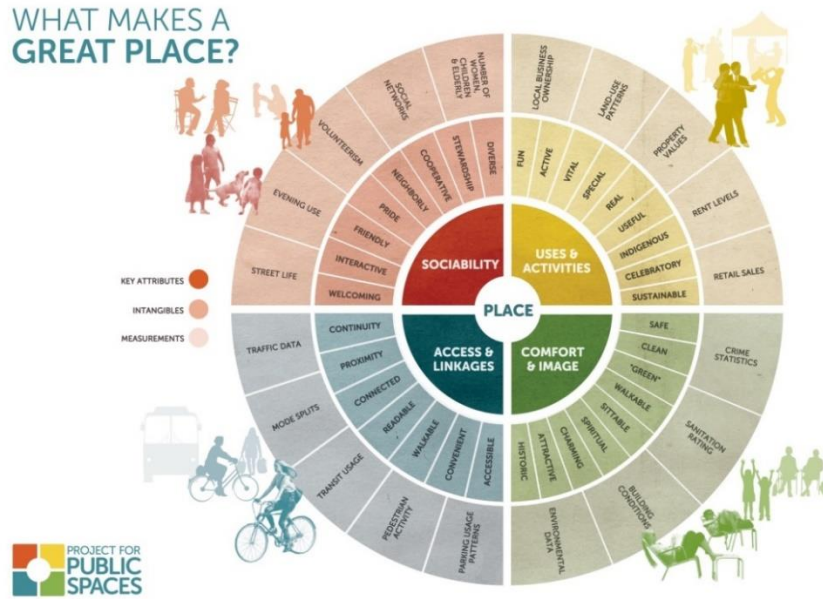 WHAT MAKES A
GREAT PLACE?
KEY ATTRIBUTES
INTANGIBLES
MEASUREMENTS
PLACE
SOCIABILITY
WELCOMING
INTERACTIVE
FRIENDLY
PRIDE
NEIGHBORLY
COOPERATIVE
STEWARDSHIP
DIVERSE
STREET LIFE
EVENING USE
VOLUNTEERISM
SOCIAL
NETWORKS
NUMBER OF
WOMEN,
CHILDREN
& ELDERLY
USES &
ACTIVITIES
FUN
ACTIVE
VITAL
SPECIAL
REAL
USEFUL
INDIGENOUS
CELEBRATORY
SUSTAINABLE
LOCAL BUSINESS
OWNERSHIP
LAND-USE
PATTERNS
PROPERTY
VALUES
RENT LEVELS
RETAIL SALES
ACCESS &
LINKAGES
CONTINUITY
PROXIMITY
CONNECTED
READABLE
WALKABLE
CONVENIENT
ACCESSIBLE
TRAFFIC DATA
MODE SPLITS
TRANSIT USAGE
PEDESTRIAN
ACTIVITY
PARKING USAGE
PATTERNS
COMFORT
& IMAGE
SAFE
CLEAN
"GREEN"
WALKABLE
SITTABLE
SPIRITUAL
CHARMING
ATTRACTIVE
HISTORIC
CRIME
STATISTICS
SANITATION
RATING
BUILDING
CONDITIONS
ENVIRONMENTAL
DATA
PROJECT FOR
PUBLIC
SPACES